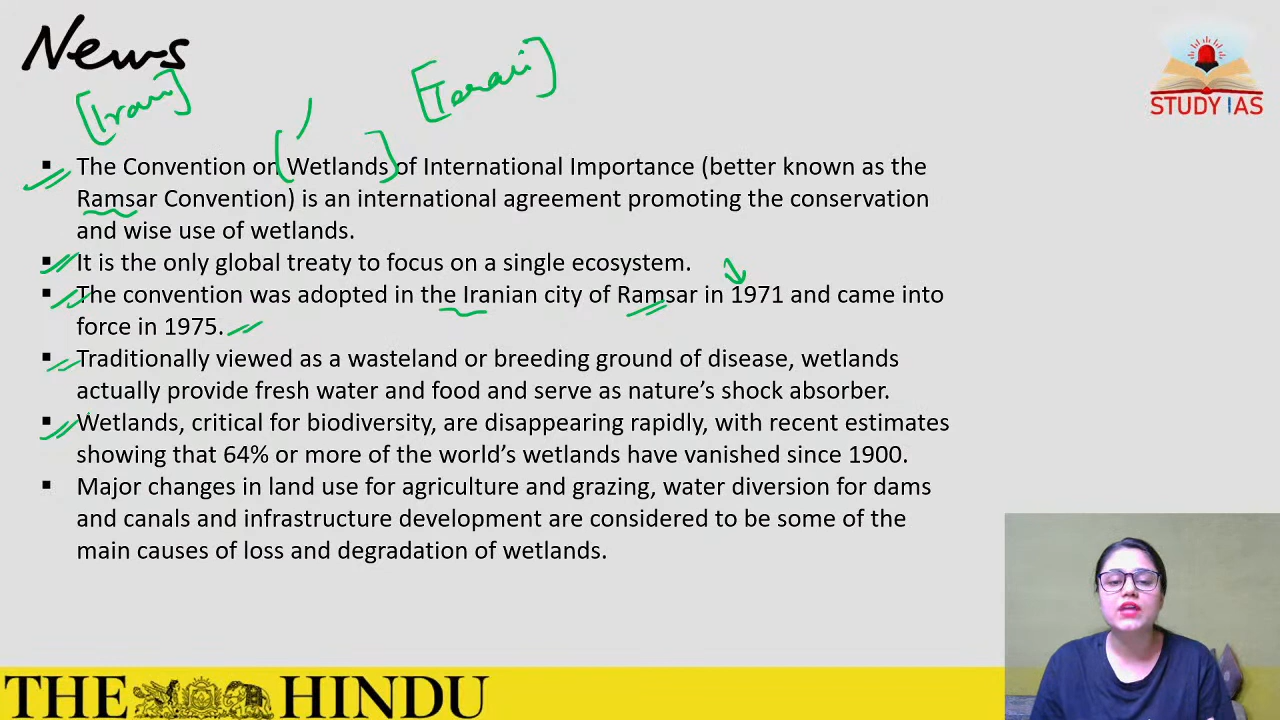 News
[Iran]
STUDY IAS
▪ The Convention on Wetlands of International Importance (better known as the
Ramsar Convention) is an international agreement promoting the conservation
and wise use of wetlands.
▪ It is the only global treaty to focus on a single ecosystem.
▪ The convention was adopted in the Iranian city of Ramsar in 1971 and came into
force in 1975.
▪ Traditionally viewed as a wasteland or breeding ground of disease, wetlands
actually provide fresh water and food and serve as nature’s shock absorber.
▪ Wetlands, critical for biodiversity, are disappearing rapidly, with recent estimates
showing that 64% or more of the world’s wetlands have vanished since 1900.
▪ Major changes in land use for agriculture and grazing, water diversion for dams
and canals and infrastructure development are considered to be some of the
main causes of loss and degradation of wetlands.
THE HINDU